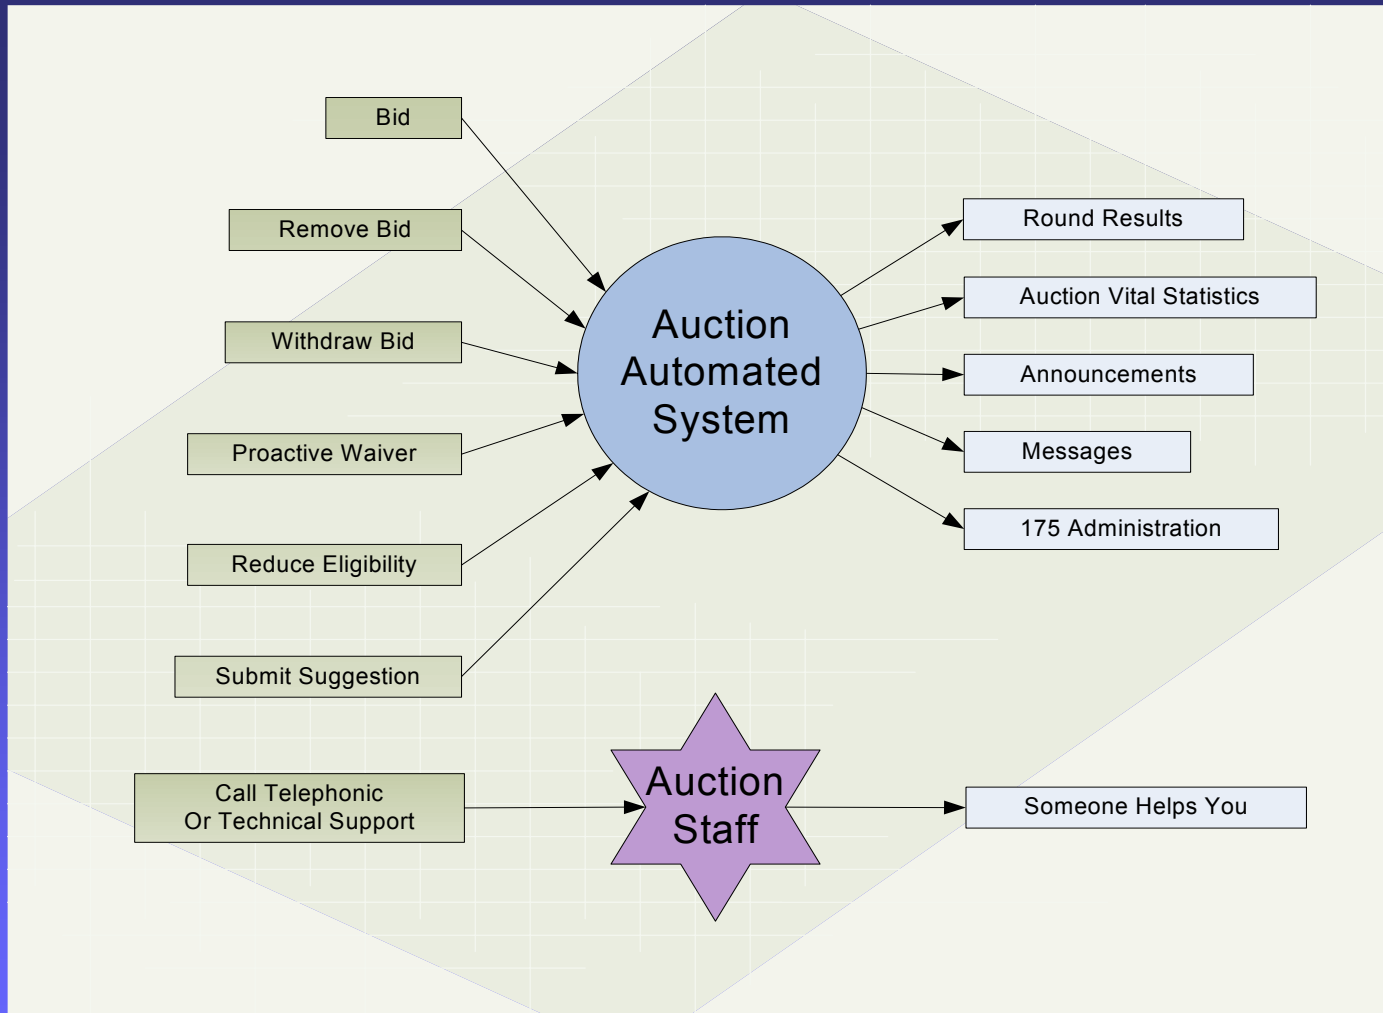 Bid
Remove Bid
Withdraw Bid
Proactive Waiver
Reduce Eligibility
Submit Suggestion
Auction
Automated
System
Round Results
Auction Vital Statistics
Announcements
Messages
175 Administration
Call Telephonic
Or Technical Support
Auction
Staff
Someone Helps You